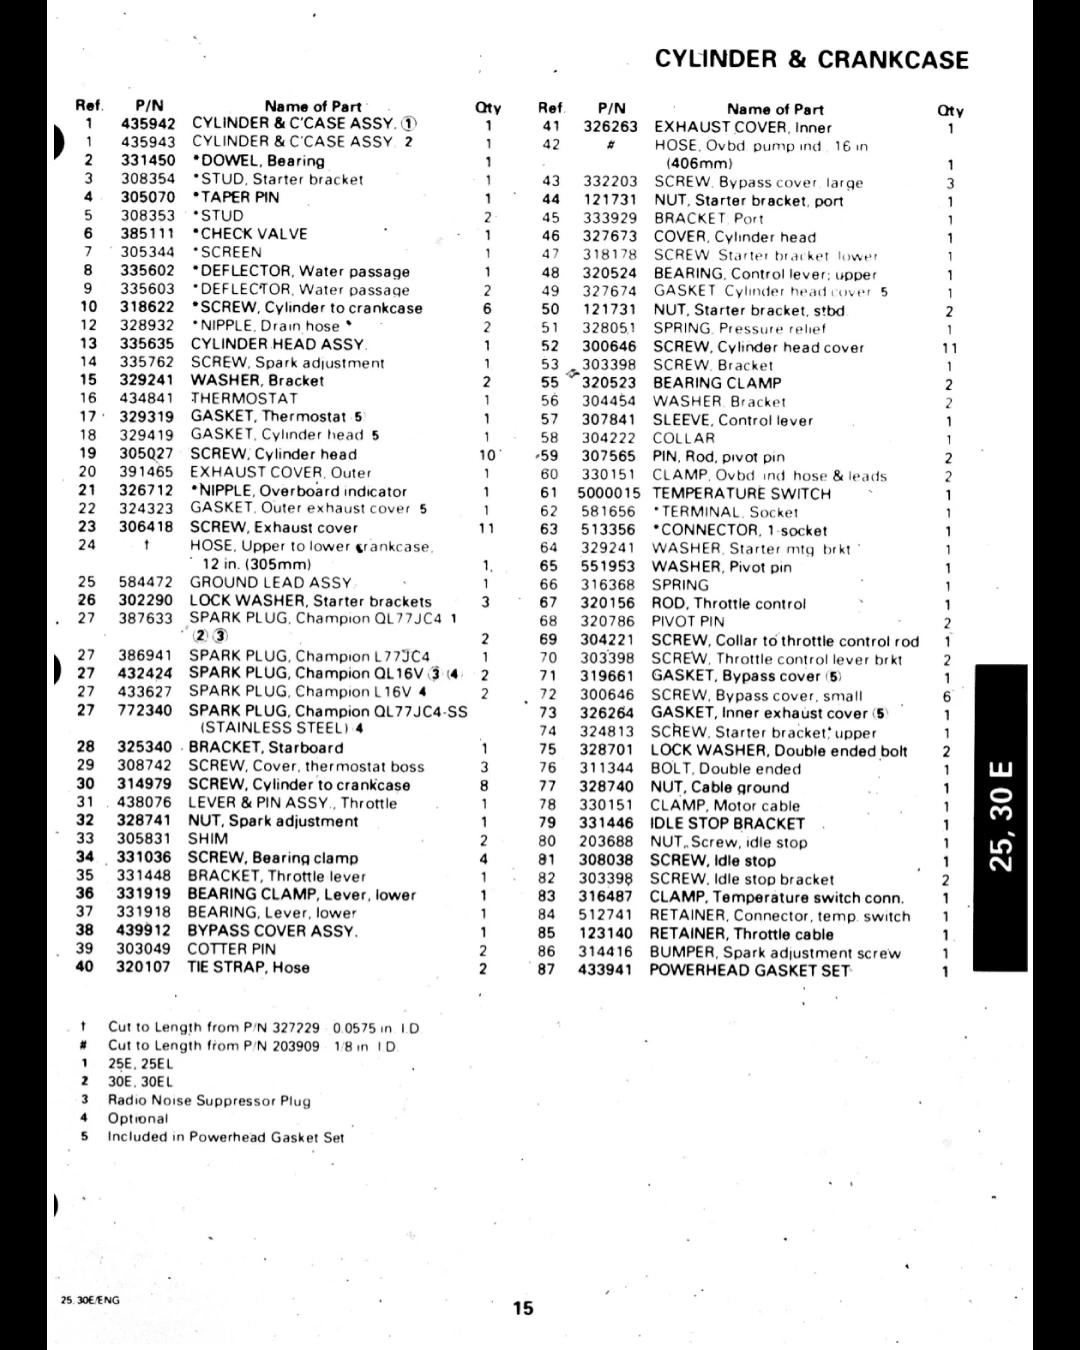 CYLINDER & CRANKCASE
Ref. P/N Name of Part Qty
1 435942 CYLINDER & C'CASE ASSY. ① 1
1 435943 CYLINDER & C'CASE ASSY. 2 1
2 331450 *DOWEL, Bearing 1
3 308354 *STUD, Starter bracket 1
4 305070 *TAPER PIN 1
5 308353 *STUD 2
6 385111 *CHECK VALVE 1
7 305344 *SCREEN 1
8 335602 *DEFLECTOR, Water passage 1
9 335603 *DEFLECTOR, Water passage 2
10 318622 *SCREW, Cylinder to crankcase 6
12 328932 *NIPPLE, Drain hose 2
13 335635 CYLINDER HEAD ASSY. 1
14 335762 SCREW, Spark adjustment 1
15 329241 WASHER, Bracket 2
16 434841 THERMOSTAT 1
17 329319 GASKET, Thermostat 5 1
18 329419 GASKET, Cylinder head 5 1
19 305027 SCREW, Cylinder head 10
20 391465 EXHAUST COVER, Outer 1
21 326712 *NIPPLE, Overboard indicator 1
22 324323 GASKET, Outer exhaust cover 5 1
23 306418 SCREW, Exhaust cover 11
24 † HOSE, Upper to lower crankcase,
12 in. (305mm) 1
25 584472 GROUND LEAD ASSY 1
26 302290 LOCK WASHER, Starter brackets 3
27 387633 SPARK PLUG, Champion QL77JC4 1
② ③ 2
27 386941 SPARK PLUG, Champion L77JC4 1
27 432424 SPARK PLUG, Champion QL16V (3 (4 2
27 433627 SPARK PLUG, Champion L16V 4 2
27 772340 SPARK PLUG, Champion QL77JC4-SS
(STAINLESS STEEL) 4
28 325340 BRACKET, Starboard 1
29 308742 SCREW, Cover, thermostat boss 3
30 314979 SCREW, Cylinder to crankcase 8
31 438076 LEVER & PIN ASSY., Throttle 1
32 328741 NUT, Spark adjustment 1
33 305831 SHIM 2
34 331036 SCREW, Bearing clamp 4
35 331448 BRACKET, Throttle lever 1
36 331919 BEARING CLAMP, Lever, lower 1
37 331918 BEARING, Lever, lower 1
38 439912 BYPASS COVER ASSY. 1
39 303049 COTTER PIN 2
40 320107 TIE STRAP, Hose 2
Ref. P/N Name of Part Qty
41 326263 EXHAUST COVER, Inner 1
42 # HOSE, Ovbd pump ind. 16 in
(406mm) 1
43 332203 SCREW, Bypass cover, large 3
44 121731 NUT, Starter bracket, port 1
45 333929 BRACKET, Port 1
46 327673 COVER, Cylinder head 1
47 318178 SCREW, Starter bracket lower 1
48 320524 BEARING, Control lever; upper 1
49 327674 GASKET, Cylinder head cover 5 1
50 121731 NUT, Starter bracket, stbd 2
51 328051 SPRING, Pressure relief 1
52 300646 SCREW, Cylinder head cover 11
53 303398 SCREW, Bracket 1
55 320523 BEARING CLAMP 2
56 304454 WASHER, Bracket 2
57 307841 SLEEVE, Control lever 1
58 304222 COLLAR 1
59 307565 PIN, Rod, pivot pin 2
60 330151 CLAMP, Ovbd ind hose & leads 2
61 5000015 TEMPERATURE SWITCH 1
62 581656 *TERMINAL, Socket 1
63 513356 *CONNECTOR, 1-socket 1
64 329241 WASHER, Starter mtg brkt 1
65 551953 WASHER, Pivot pin 1
66 316368 SPRING 1
67 320156 ROD, Throttle control 1
68 320786 PIVOT PIN 2
69 304221 SCREW, Collar to throttle control rod 1
70 303398 SCREW, Throttle control lever brkt 2
71 319661 GASKET, Bypass cover (5) 1
72 300646 SCREW, Bypass cover, small 6
73 326264 GASKET, Inner exhaust cover (5) 1
74 324813 SCREW, Starter bracket, upper 1
75 328701 LOCK WASHER, Double ended bolt 2
76 311344 BOLT, Double ended 1
77 328740 NUT, Cable ground 1
78 330151 CLAMP, Motor cable 1
79 331446 IDLE STOP BRACKET 1
80 203688 NUT, Screw, idle stop 1
81 308038 SCREW, Idle stop 1
82 303398 SCREW, Idle stop bracket 2
83 316487 CLAMP, Temperature switch conn. 1
84 512741 RETAINER, Connector, temp. switch 1
85 123140 RETAINER, Throttle cable 1
86 314416 BUMPER, Spark adjustment screw 1
87 433941 POWERHEAD GASKET SET 1
25, 30 E
† Cut to Length from P/N 327729 0.0575 in. I.D.
# Cut to Length from P/N 203909 1/8 in. I.D.
1 25E, 25EL
2 30E, 30EL
3 Radio Noise Suppressor Plug
4 Optional
5 Included in Powerhead Gasket Set
25, 30E/ENG
15